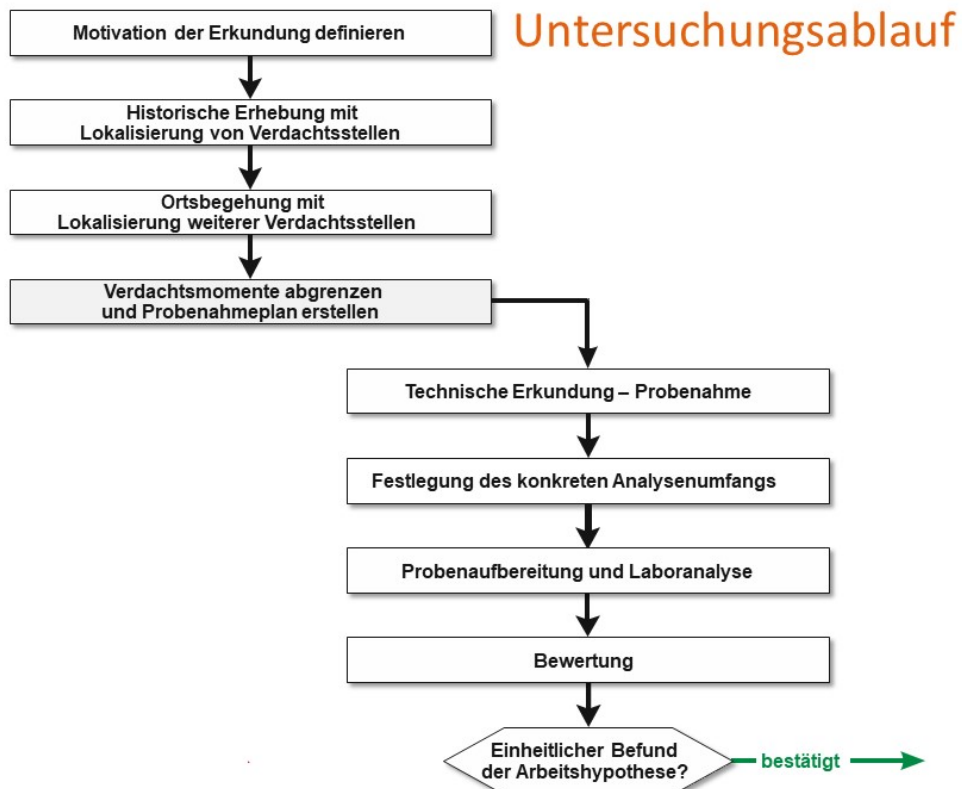 Untersuchungsablauf
Motivation der Erkundung definieren
Historische Erhebung mit
Lokalisierung von Verdachtsstellen
Ortsbegehung mit
Lokalisierung weiterer Verdachtsstellen
Verdachtsmomente abgrenzen
und Probenahmeplan erstellen
Technische Erkundung – Probenahme
Festlegung des konkreten Analysenumfangs
Probenaufbereitung und Laboranalyse
Bewertung
Einheitlicher Befund
der Arbeitshypothese?
bestätigt